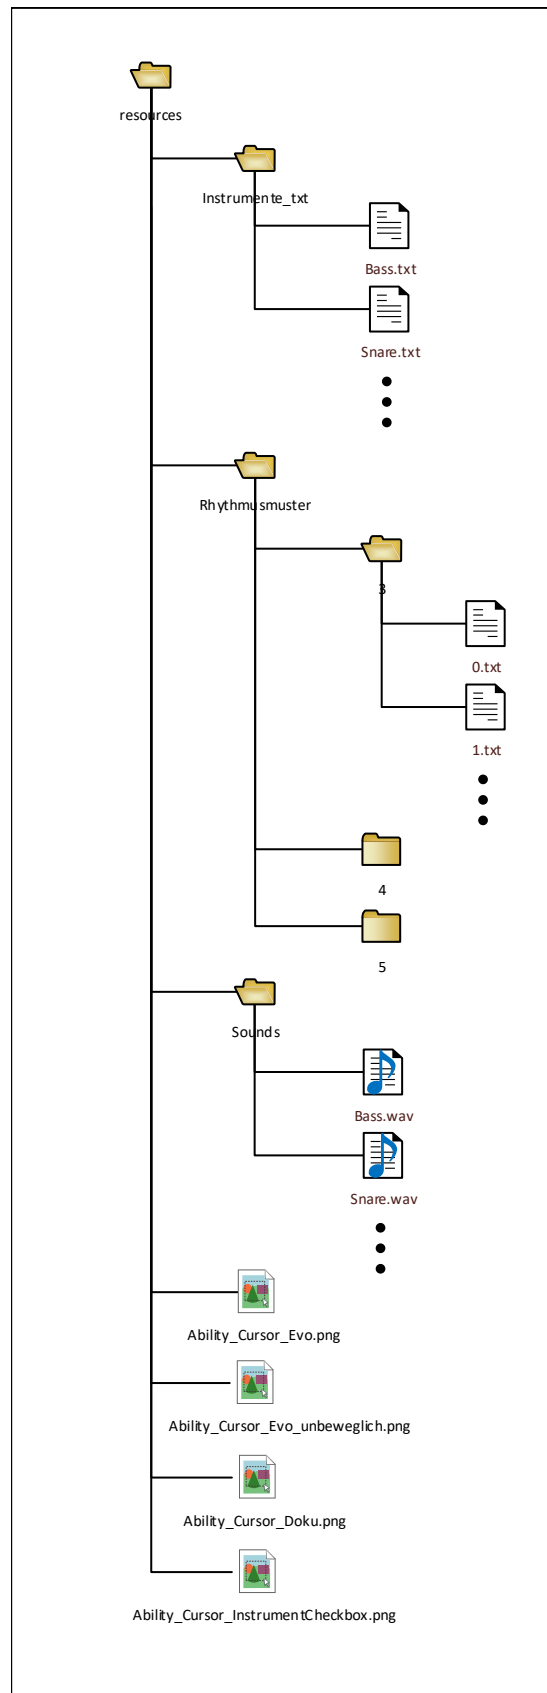 resources
Instrumente_txt
Bass.txt
Snare.txt
Rhythmusmuster
3
0.txt
1.txt
4
5
Sounds
Bass.wav
Snare.wav
Ability_Cursor_Evo.png
Ability_Cursor_Evo_unbeweglich.png
Ability_Cursor_Doku.png
Ability_Cursor_InstrumentCheckbox.png